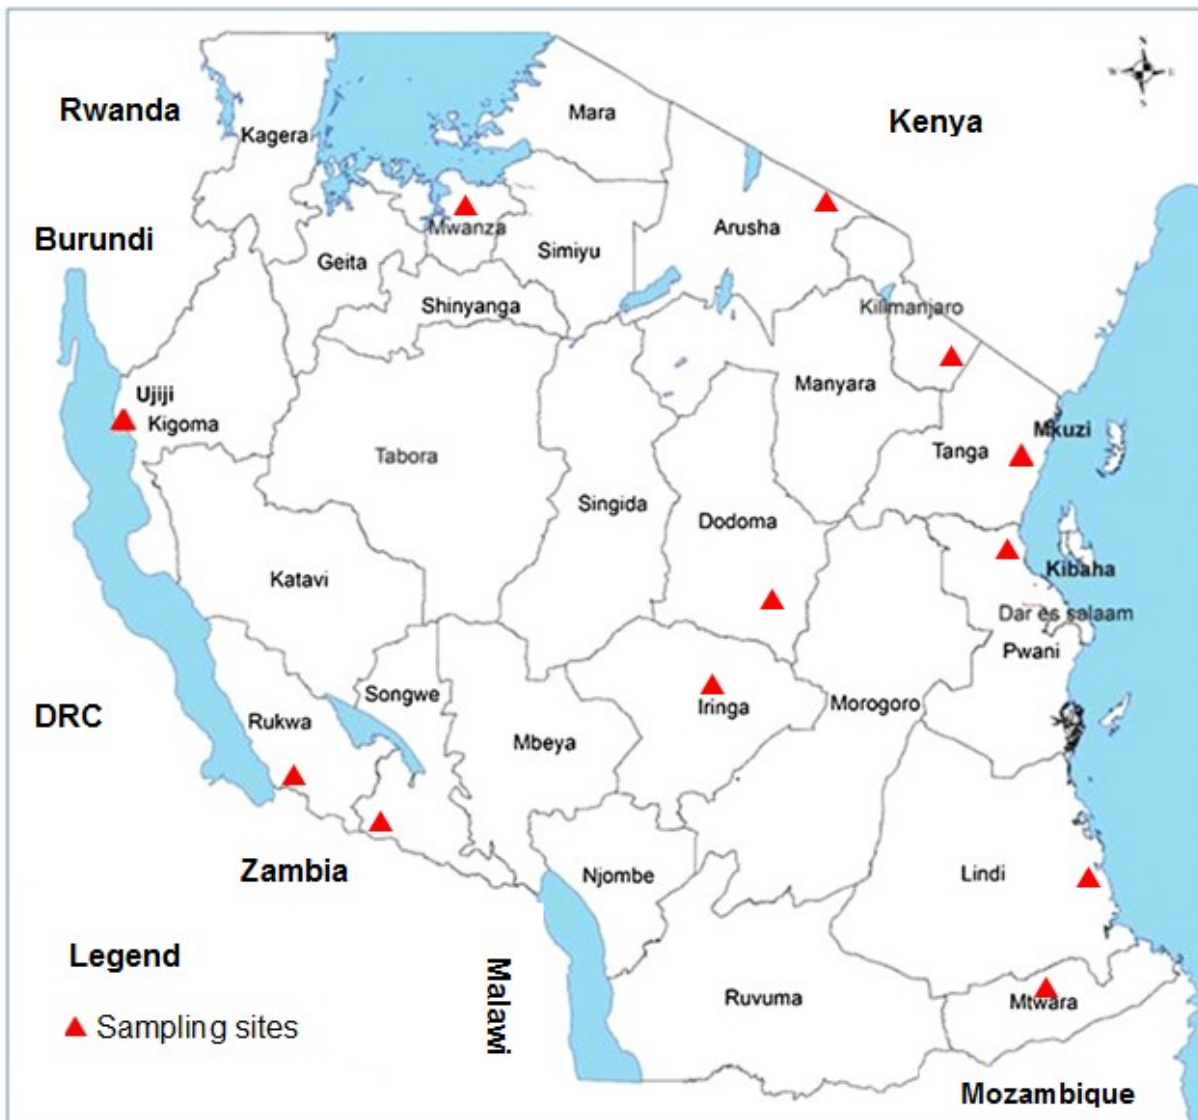 N
W
E
S
Rwanda
Kenya
Mara
Kagera
Mwanza
Arusha
Burundi
Geita
Simiyu
Shinyanga
Kilimanjaro
Ujiji
Kigoma
Manyara
Mkuzi
Tabora
Tanga
Singida
Dodoma
Katavi
Kibaha
Dar es salaam
Pwani
Songwe
DRC
Rukwa
Iringa
Morogoro
Mbeya
Zambia
Njombe
Lindi
Legend
Malawi
Ruvuma
Mtwara
Sampling sites
Mozambique